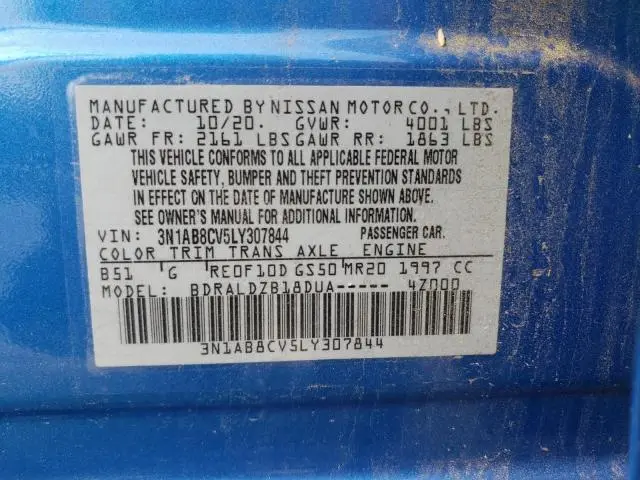 MANUFACTURED BY NISSAN MOTOR CO., LTD.
DATE: 10/20. GVWR: 4001 LBS
GAWR FR: 2161 LBS GAWR RR: 1863 LBS
THIS VEHICLE CONFORMS TO ALL APPLICABLE FEDERAL MOTOR
VEHICLE SAFETY, BUMPER AND THEFT PREVENTION STANDARDS
IN EFFECT ON THE DATE OF MANUFACTURE SHOWN ABOVE.
SEE OWNER'S MANUAL FOR ADDITIONAL INFORMATION.
VIN: 3N1AB8CV5LY307844 PASSENGER CAR.
COLOR TRIM TRANS AXLE ENGINE
B51 G RE0F10D GS50 MR20 1997 CC
MODEL: BDRALDZB18DUA----- 4Z000
3N1AB8CV5LY307844